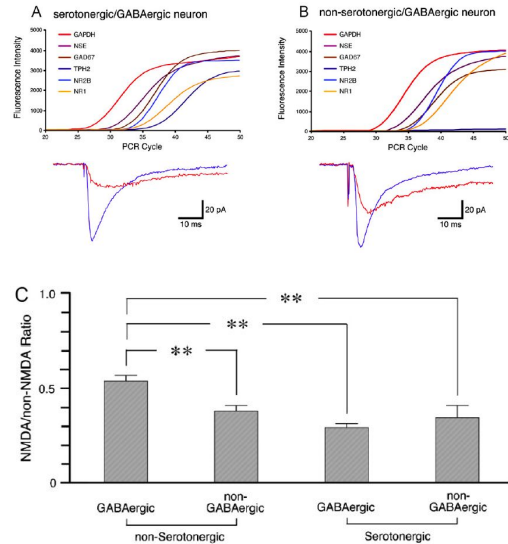 A serotonergic/GABAergic neuron
Fluorescence Intensity
5000
4000
3000
2000
1000
0
GAPDH
NSE
GAD67
TPH2
NR2B
NR1
20 25 30 35 40 45 50
PCR Cycle
20 pA
10 ms
B non-serotonergic/GABAergic neuron
Fluorescence Intensity
5000
4000
3000
2000
1000
0
GAPDH
NSE
GAD67
TPH2
NR2B
NR1
20 25 30 35 40 45 50
PCR Cycle
20 pA
10 ms
C
NMDA/non-NMDA Ratio
1.0
0.5
0
**
**
**
GABAergic
non-
GABAergic
GABAergic
non-
GABAergic
non-Serotonergic
Serotonergic